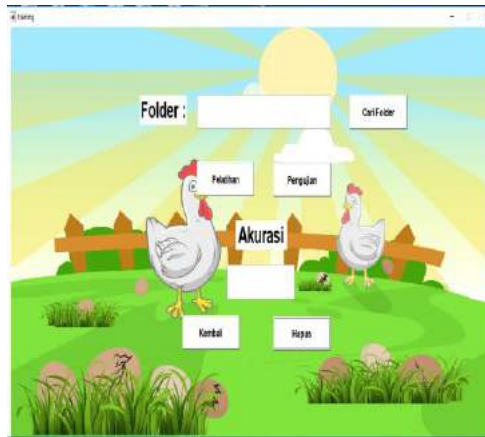 training
Folder :
Cari Folder
Pelatihan
Pengujian
Akurasi
Kembali
Hapus